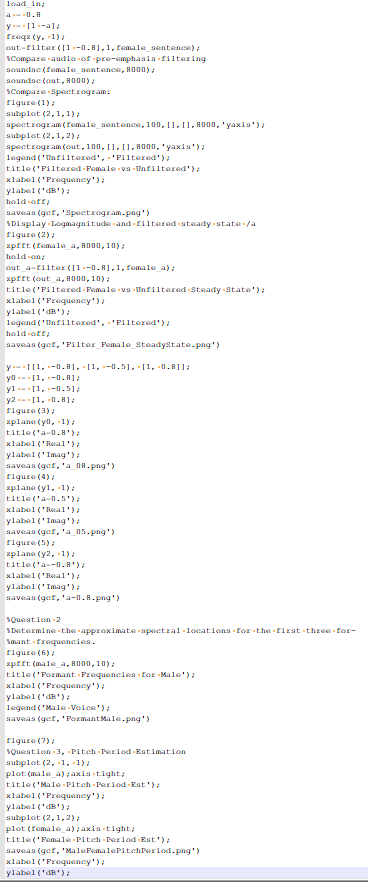 load_in;
a = 0.8
y = [1 -a];
freqz(y, 1);
out=filter([1 -0.8],1,female_sentence);
%Compare audio of pre-emphasis filtering
soundsc(female_sentence,8000);
soundsc(out,8000);
%Compare Spectrogram:
figure(1);
subplot(2,1,1);
spectrogram(female_sentence,100,[],[],8000,'yaxis');
subplot(2,1,2);
spectrogram(out,100,[],[],8000,'yaxis');
legend('Unfiltered', 'Filtered');
title('Filtered Female vs Unfiltered');
xlabel('Frequency');
ylabel('dB');
hold off;
saveas(gcf,'Spectrogram.png')
%Display Logmagnitude and filtered steady state /a
figure(2);
zpfft(female_a,8000,10);
hold on;
out_a=filter([1 -0.8],1,female_a);
zpfft(out_a,8000,10);
title('Filtered Female vs Unfiltered Steady State');
xlabel('Frequency');
ylabel('dB');
legend('Unfiltered', 'Filtered');
hold off;
saveas(gcf,'Filter_Female_SteadyState.png')
y = [[1, -0.8], [1, -0.5], [1, 0.8]];
y0 = [1, -0.8];
y1 = [1, -0.5];
y2 = [1, 0.8];
figure(3);
zplane(y0, 1);
title('a=0.8');
xlabel('Real');
ylabel('Imag');
saveas(gcf,'a_08.png')
figure(4);
zplane(y1, 1);
title('a=0.5')
xlabel('Real');
ylabel('Imag');
saveas(gcf,'a_05.png')
figure(5);
zplane(y2, 1);
title('a=-0.8');
xlabel('Real');
ylabel('Imag');
saveas(gcf,'a-0.8.png')
%Question 2
%Determine the approximate spectral locations for the first three for-
%mant frequencies.
figure(6);
zpfft(male_a,8000,10);
title('Formant Frequencies for Male');
xlabel('Frequency');
ylabel('dB');
legend('Male Voice');
saveas(gcf,'FormantMale.png')
figure(7);
%Question 3, Pitch Period Estimation
subplot(2, 1, 1);
plot(male_a);axis tight;
title('Male Pitch Period Est');
xlabel('Frequency');
ylabel('dB');
subplot(2,1,2);
plot(female_a);axis tight;
title('Female Pitch Period Est');
saveas(gcf,'MaleFemalePitchPeriod.png')
xlabel('Frequency');
ylabel('dB');